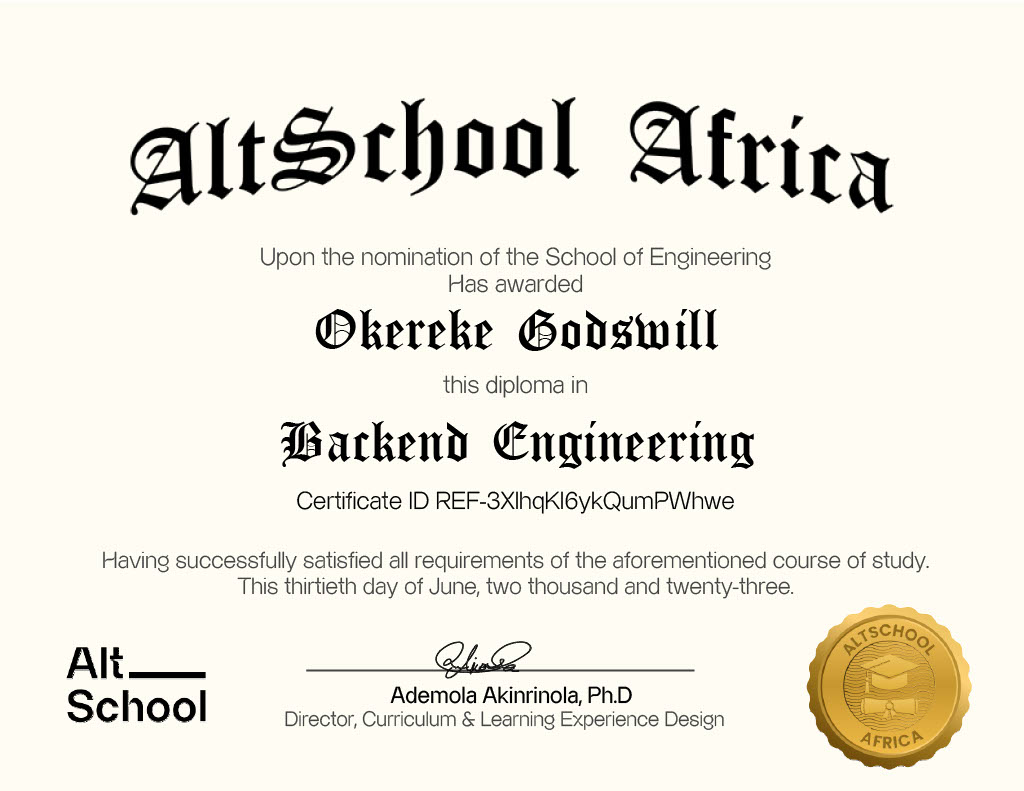 AltSchool Africa
Upon the nomination of the School of Engineering
Has awarded
Okereke Godswill
this diploma in
Backend Engineering
Certificate ID REF-3XlhqKI6ykQumPWhwe
Having successfully satisfied all requirements of the aforementioned course of study.
This thirtieth day of June, two thousand and twenty-three.
Alt
School
Ademola Akinrinola, Ph.D
Director, Curriculum & Learning Experience Design
ALTSCHOOL
AFRICA